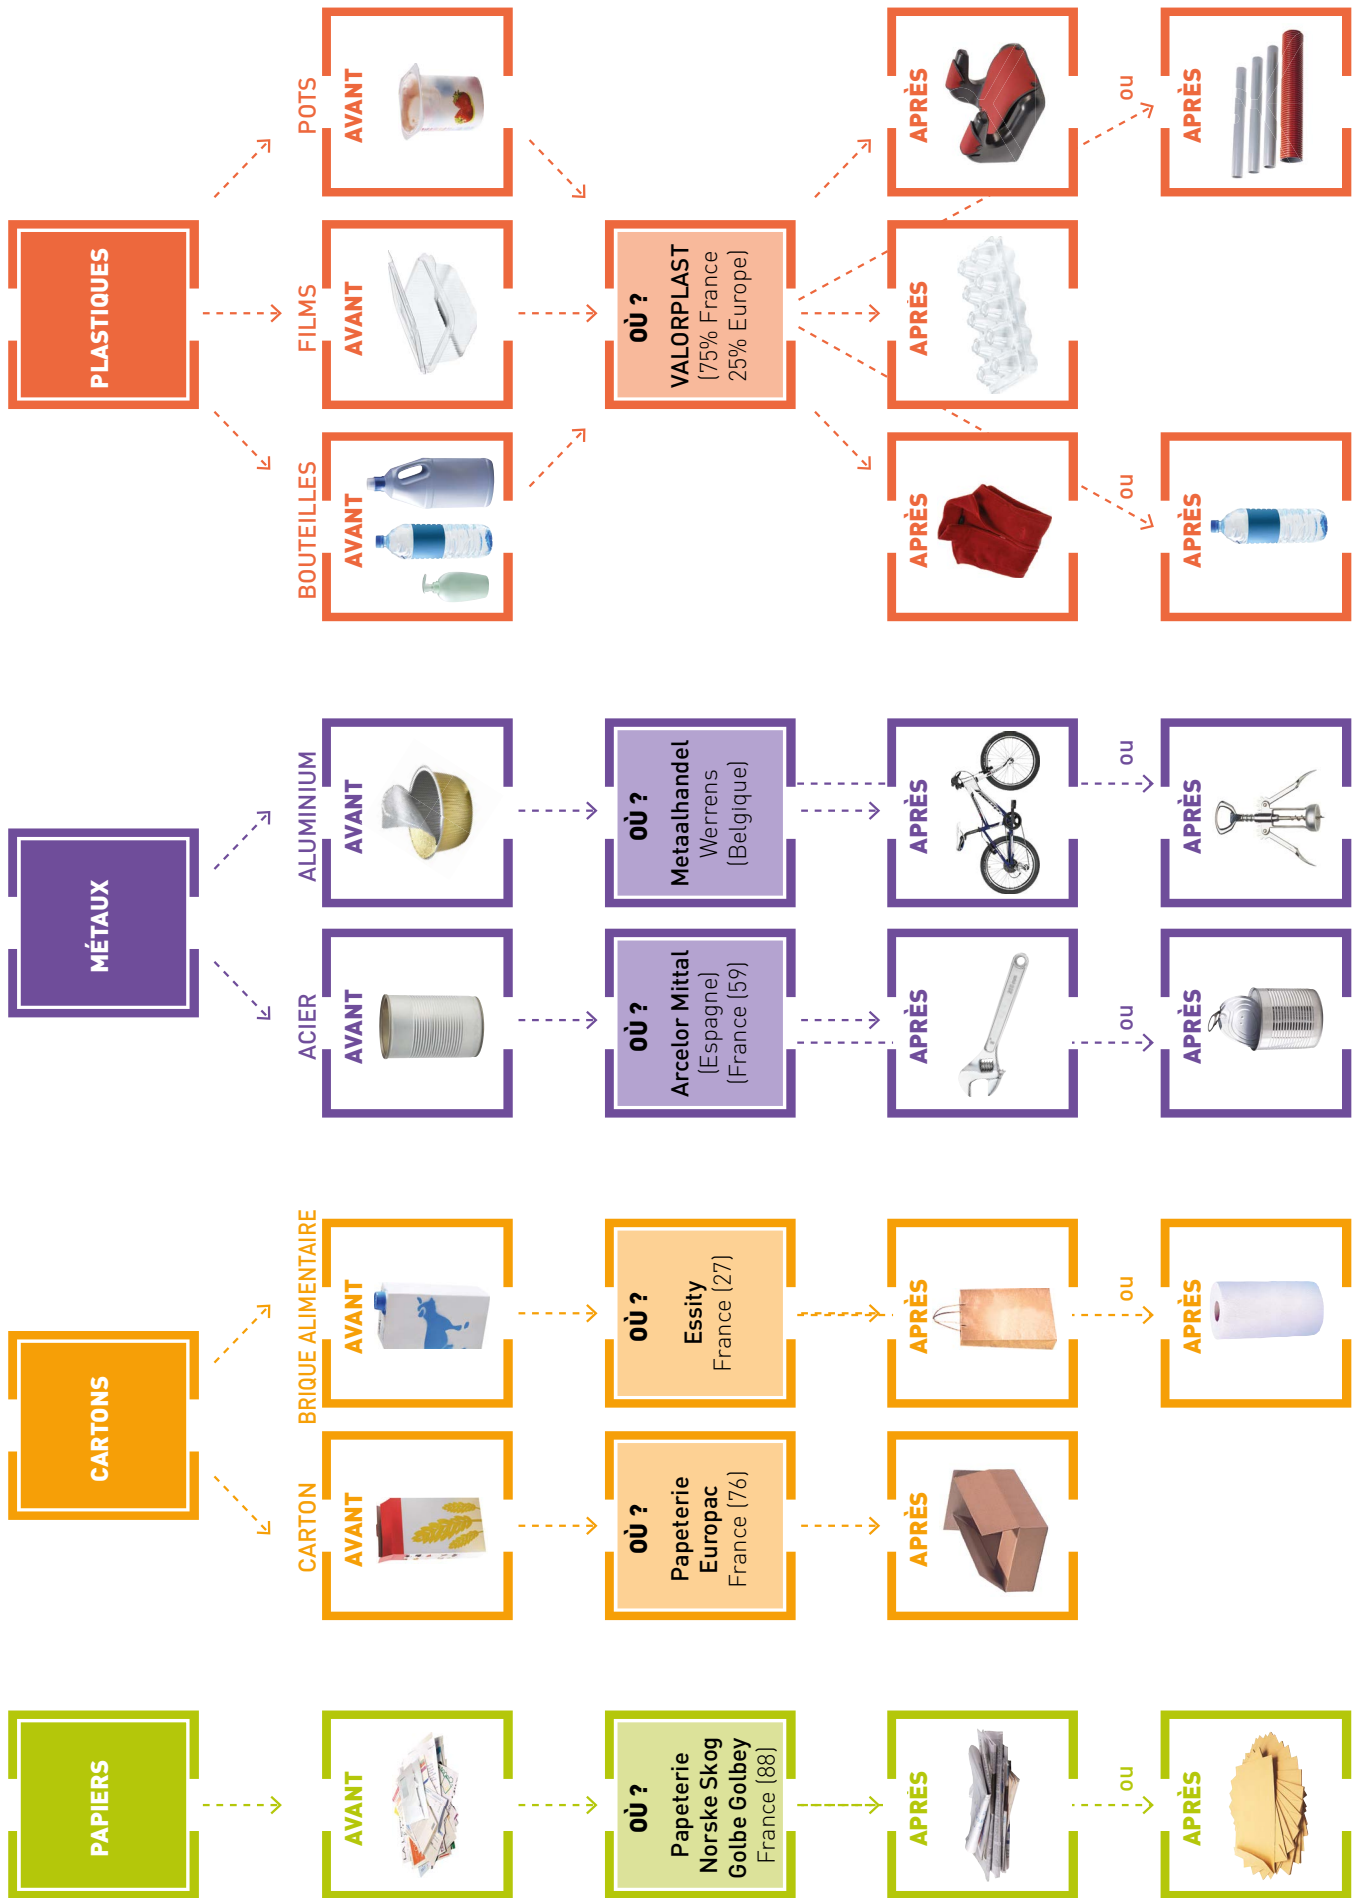 PAPIERS
AVANT
OÙ ?
Papeterie
Norske Skog
Golbe Golbey
France (88)
APRÈS
ou
APRÈS
CARTONS
CARTON
AVANT
OÙ ?
Papeterie
Europac
France (76)
APRÈS
BRIQUE ALIMENTAIRE
AVANT
OÙ ?
Essity
France (27)
APRÈS
ou
APRÈS
MÉTAUX
ACIER
AVANT
OÙ ?
Arcelor Mittal
(Espagne)
(France (59)
APRÈS
ou
APRÈS
ALUMINIUM
AVANT
OÙ ?
Metaalhandel
Werrens
(Belgique)
APRÈS
ou
APRÈS
PLASTIQUES
BOUTEILLES
AVANT
FILMS
AVANT
POTS
AVANT
OÙ ?
VALORPLAST
(75% France
25% Europe)
APRÈS
ou
APRÈS
APRÈS
APRÈS
ou
APRÈS